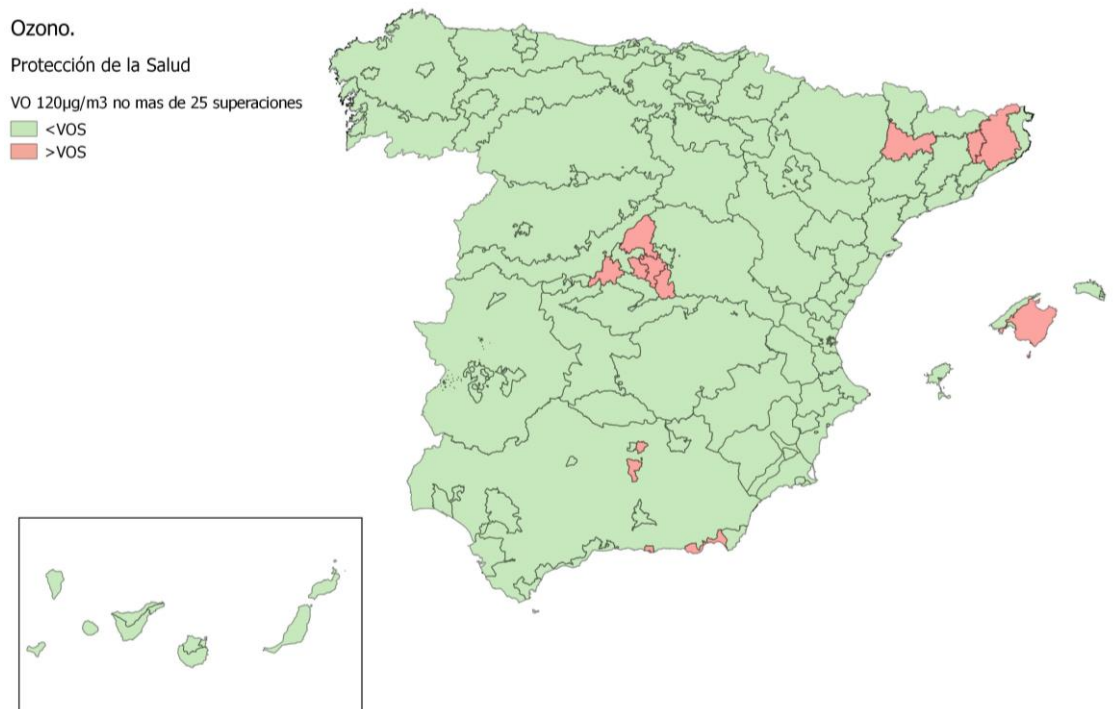 Ozono.
Protección de la Salud
VO 120µg/m3 no mas de 25 superaciones
<VOS
>VOS